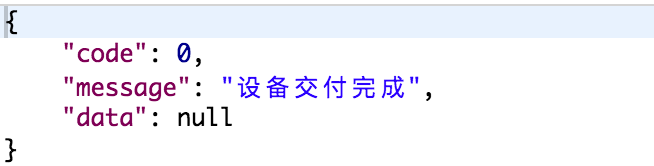 {
    "code": 0,
    "message": "设备交付完成",
    "data": null
}